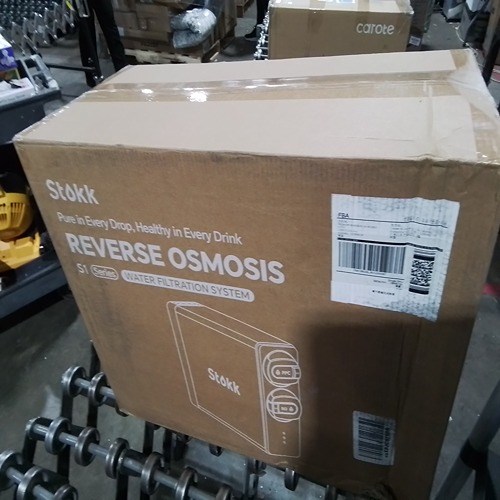 carote
Stokk
Pure in Every Drop, Healthy in Every Drink
REVERSE OSMOSIS
S1 Series WATER FILTRATION SYSTEM
FBA
Stokk